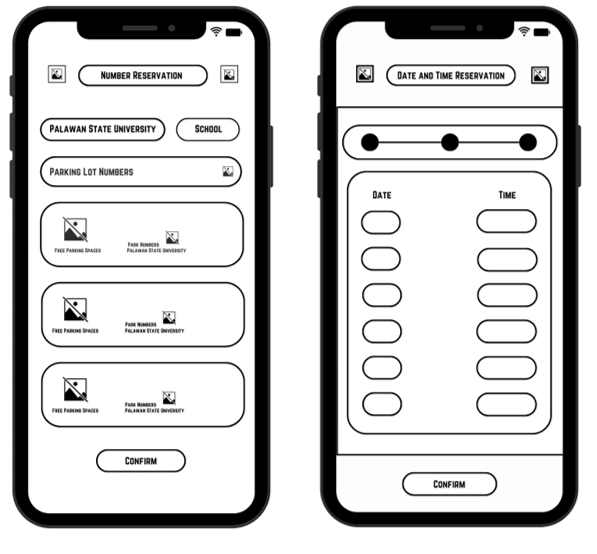 Number Reservation
Palawan State University
School
Parking Lot Numbers
Free Parking Spaces
Park Numbers
Palawan State University
Free Parking Spaces
Park Numbers
Palawan State University
Free Parking Spaces
Park Numbers
Palawan State University
Confirm
Date and Time Reservation
Date
Time
Confirm